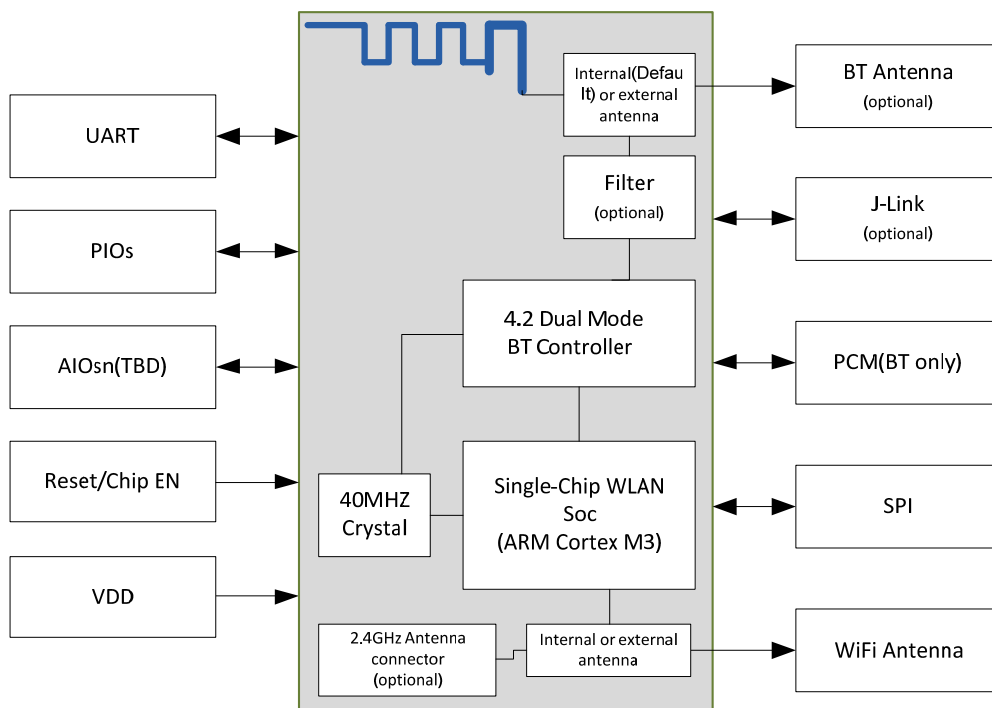 UART
PIOs
AIOsn(TBD)
Reset/Chip EN
VDD
Internal(Defau
lt) or external
antenna
Filter
(optional)
4.2 Dual Mode
BT Controller
40MHZ
Crystal
Single-Chip WLAN
Soc
(ARM Cortex M3)
2.4GHz Antenna
connector
(optional)
Internal or external
antenna
BT Antenna
(optional)
J-Link
(optional)
PCM(BT only)
SPI
WiFi Antenna